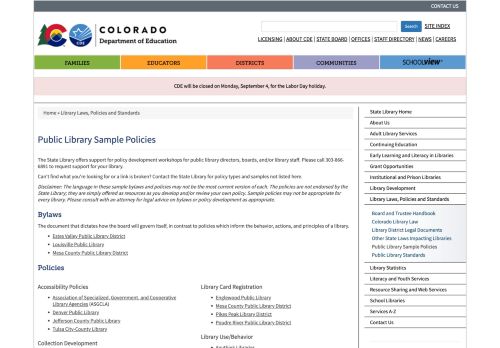 CONTACT US
COLORADO
CDE
Department of Education
Search
SITE INDEX
LICENSING | ABOUT CDE | STATE BOARD | OFFICES | STAFF DIRECTORY | NEWS | CAREERS
FAMILIES
EDUCATORS
DISTRICTS
COMMUNITIES
SCHOOLVIEW
CDE will be closed on Monday, September 4, for the Labor Day holiday.
Home » Library Laws, Policies and Standards
Public Library Sample Policies
The State Library offers support for policy development workshops for public library directors, boards, and/or library staff. Please call 303-866-
6891 to request support for your library.
Can't find what you're looking for or a link is broken? Contact the State Library for policy types and samples not listed here.
Disclaimer: The language in these sample bylaws and policies may not be the most current version of each. The policies are not endorsed by the
State Library; they are simply offered as resources as you develop and/or review your own policy. Sample policies may not be appropriate for
every library. Please consult with an attorney for legal advice on bylaws or policy development as appropriate.
Bylaws
The document that dictates how the board will govern itself, in contrast to policies which inform the behavior, actions, and principles of a library.
Estes Valley Public Library District
Louisville Public Library
Mesa County Public Library District
Policies
Accessibility Policies
Association of Specialized, Government, and Cooperative
Library Agencies (ASGCLA)
Denver Public Library
Jefferson County Public Library
Tulsa City-County Library
Collection Development
Library Card Registration
Englewood Public Library
Mesa County Public Library District
Pikes Peak Library District
Poudre River Public Library District
Library Use/Behavior
State Library Home
About Us
Adult Library Services
Continuing Education
Early Learning and Literacy in Libraries
Grant Opportunities
Institutional and Prison Libraries
Library Development
Library Laws, Policies and Standards
Board and Trustee Handbook
Colorado Library Law
Library District Legal Documents
Other State Laws Impacting Libraries
Public Library Sample Policies
Public Library Standards
Library Statistics
Literacy and Youth Services
Resource Sharing and Web Services
School Libraries
Services A-Z
Contact Us